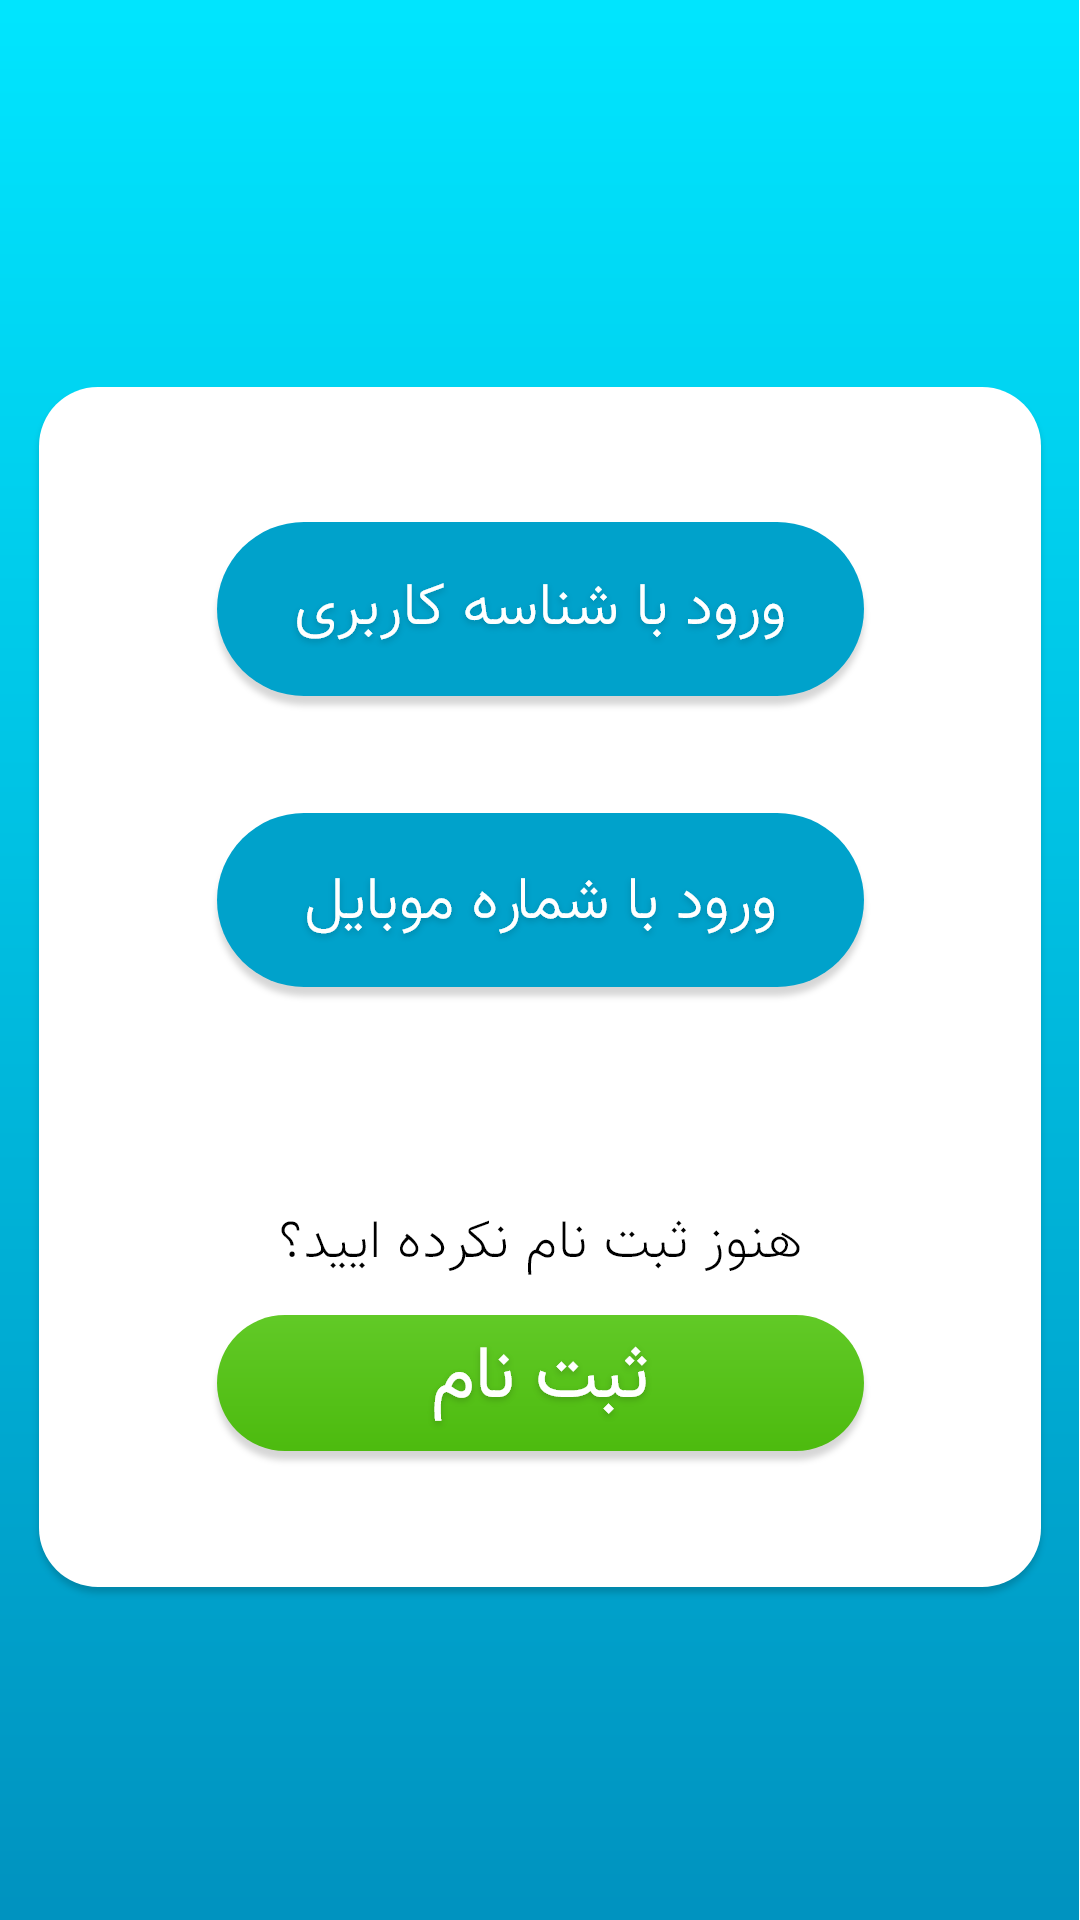 ورود با شناسه کاربری
ورود با شماره موبایل
هنوز ثبت نام نکرده ایید؟
ثبت نام